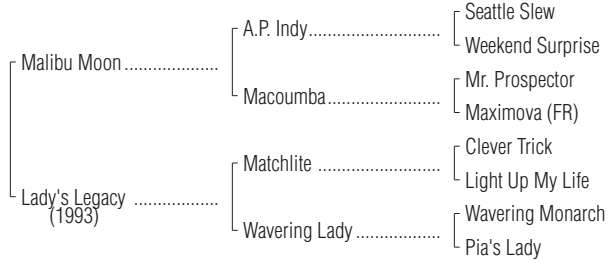 Seattle Slew
A.P. Indy
Weekend Surprise
Malibu Moon
Mr. Prospector
Macoumba
Maximova (FR)
Clever Trick
Matchlite
Light Up My Life
Lady's Legacy
(1993)
Wavering Monarch
Wavering Lady
Pia's Lady